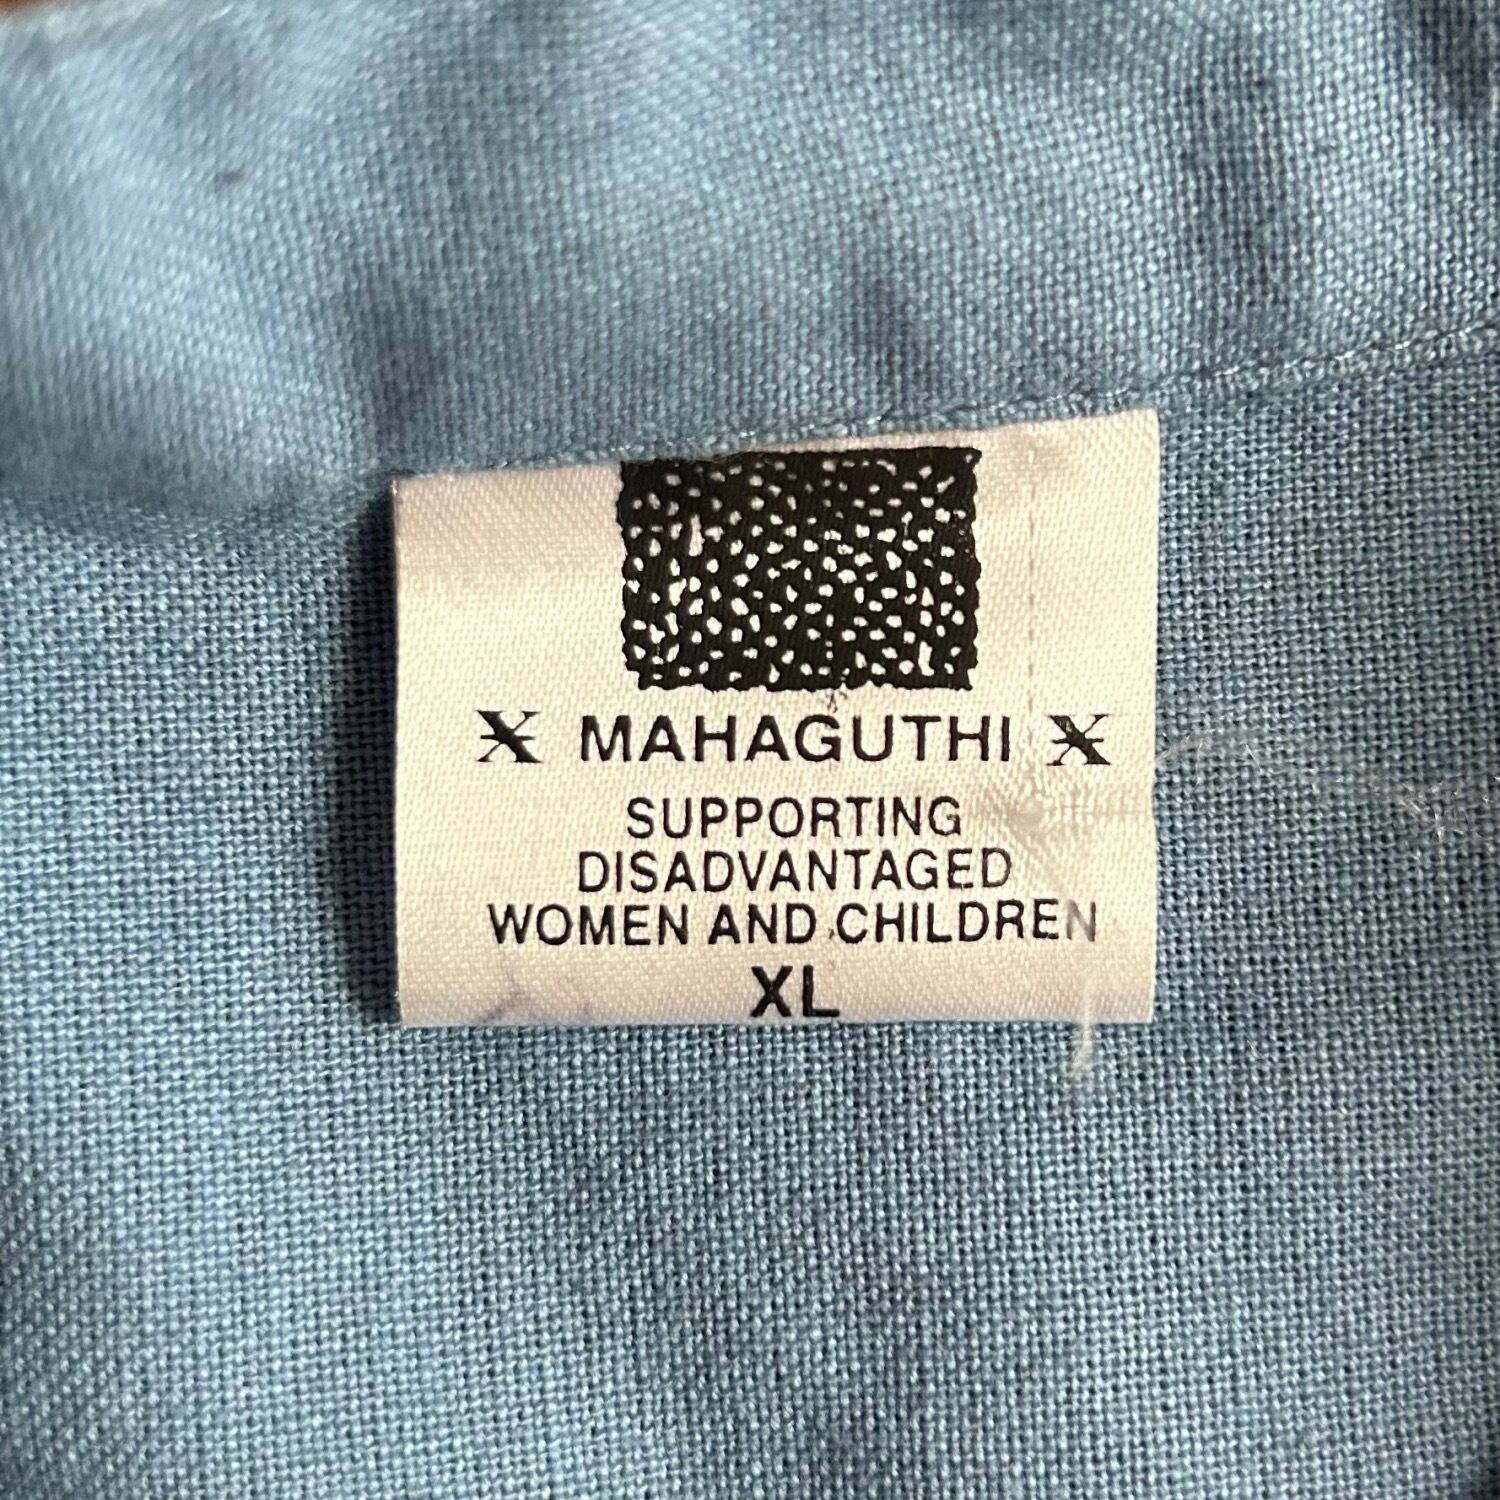 MAHAGUTHI
SUPPORTING
DISADVANTAGED
WOMEN AND CHILDREN
XL